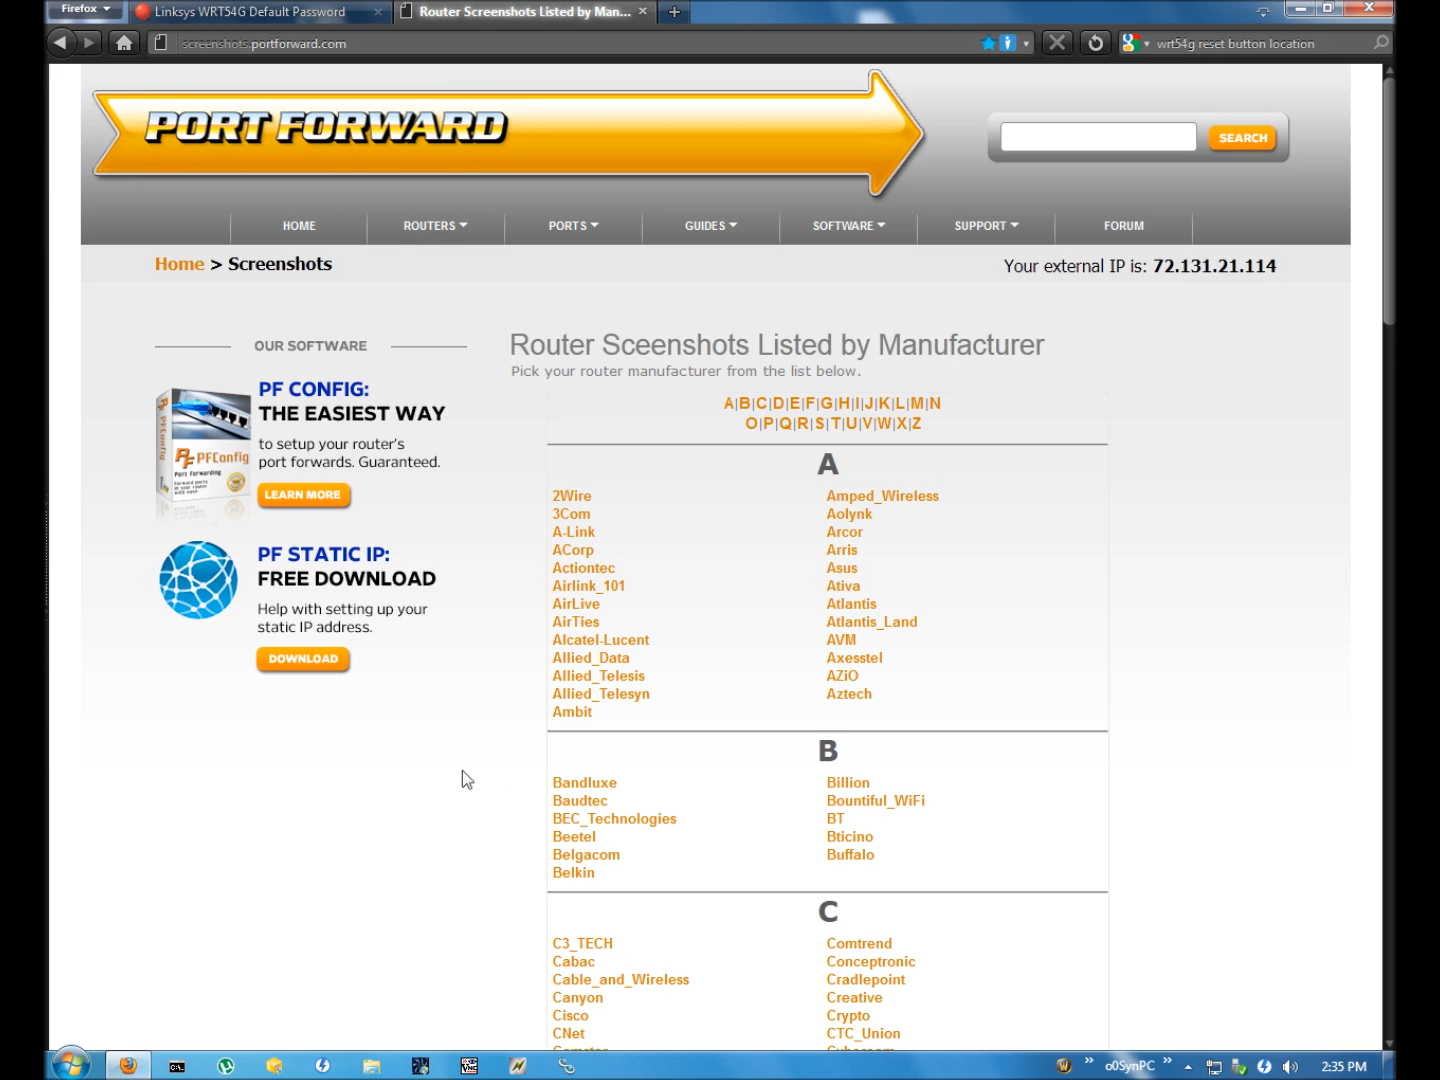 Firefox
Linksys WRT54G Default Password
Router Screenshots Listed by Man...
screenshots.portforward.com
wrt54g reset button location
PORT FORWARD
SEARCH
HOME
ROUTERS
PORTS
GUIDES
SOFTWARE
SUPPORT
FORUM
Home > Screenshots
Your external IP is: 72.131.21.114
OUR SOFTWARE
PF CONFIG:
THE EASIEST WAY
to setup your router's
port forwards. Guaranteed.
LEARN MORE
PFConfig
Port Forwarding
PF STATIC IP:
FREE DOWNLOAD
Help with setting up your
static IP address.
DOWNLOAD
Router Sceenshots Listed by Manufacturer
Pick your router manufacturer from the list below.
A|B|C|D|E|F|G|H|I|J|K|L|M|N
O|P|Q|R|S|T|U|V|W|X|Z
A
2Wire
3Com
A-Link
ACorp
Actiontec
Airlink_101
AirLive
AirTies
Alcatel-Lucent
Allied_Data
Allied_Telesis
Allied_Telesyn
Ambit
Amped_Wireless
Aolynk
Arcor
Arris
Asus
Ativa
Atlantis
Atlantis_Land
AVM
Axesstel
AZiO
Aztech
B
Bandluxe
Baudtec
BEC_Technologies
Beetel
Belgacom
Belkin
Billion
Bountiful_WiFi
BT
Bticino
Buffalo
C
C3_TECH
Cabac
Cable_and_Wireless
Canyon
Cisco
CNet
Comtrend
Conceptronic
Cradlepoint
Creative
Crypto
CTC_Union
o0SynPC
2:35 PM